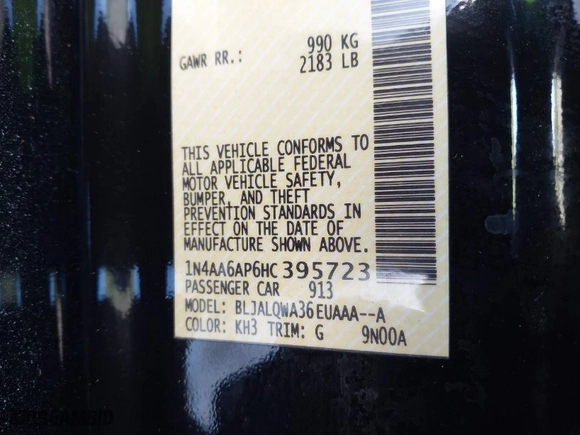 990 KG
GAWR RR.: 2183 LB
THIS VEHICLE CONFORMS TO
ALL APPLICABLE FEDERAL
MOTOR VEHICLE SAFETY,
BUMPER, AND THEFT
PREVENTION STANDARDS IN
EFFECT ON THE DATE OF
MANUFACTURE SHOWN ABOVE.
1N4AA6AP6HC395723
PASSENGER CAR 913
MODEL: BLJALQWA36EUAAA--A
COLOR: KH3 TRIM: G 9N00A